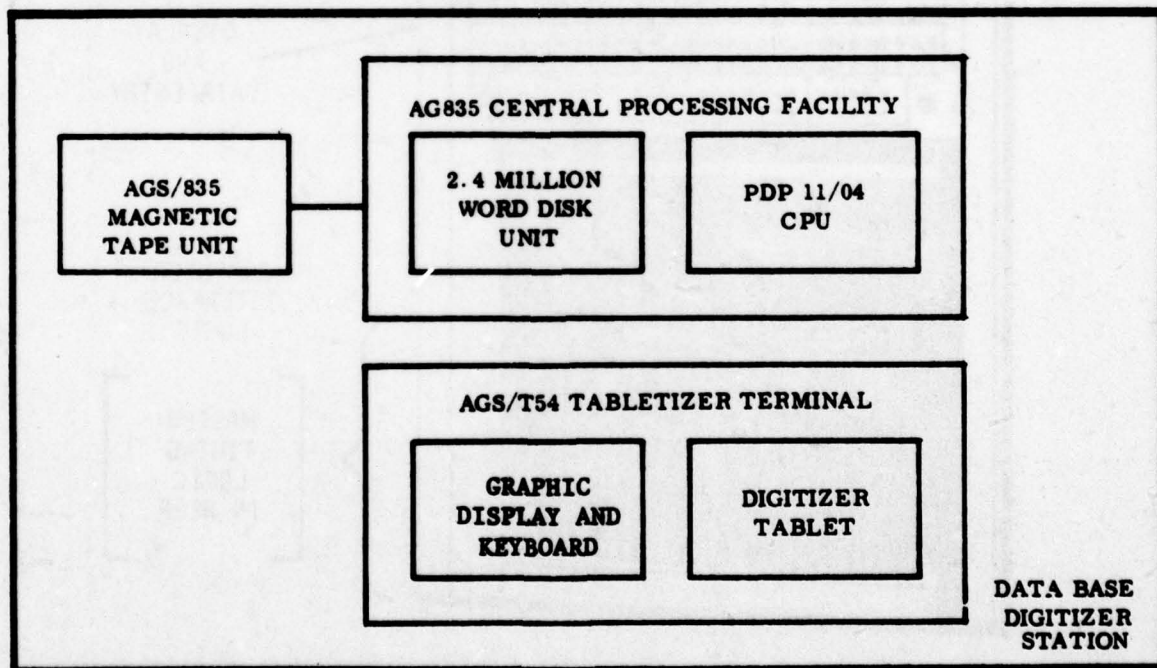 AG835 CENTRAL PROCESSING FACILITY
AGS/835
MAGNETIC
TAPE UNIT
2.4 MILLION
WORD DISK
UNIT
PDP 11/04
CPU
AGS/T54 TABLETIZER TERMINAL
GRAPHIC
DISPLAY AND
KEYBOARD
DIGITIZER
TABLET
DATA BASE
DIGITIZER
STATION